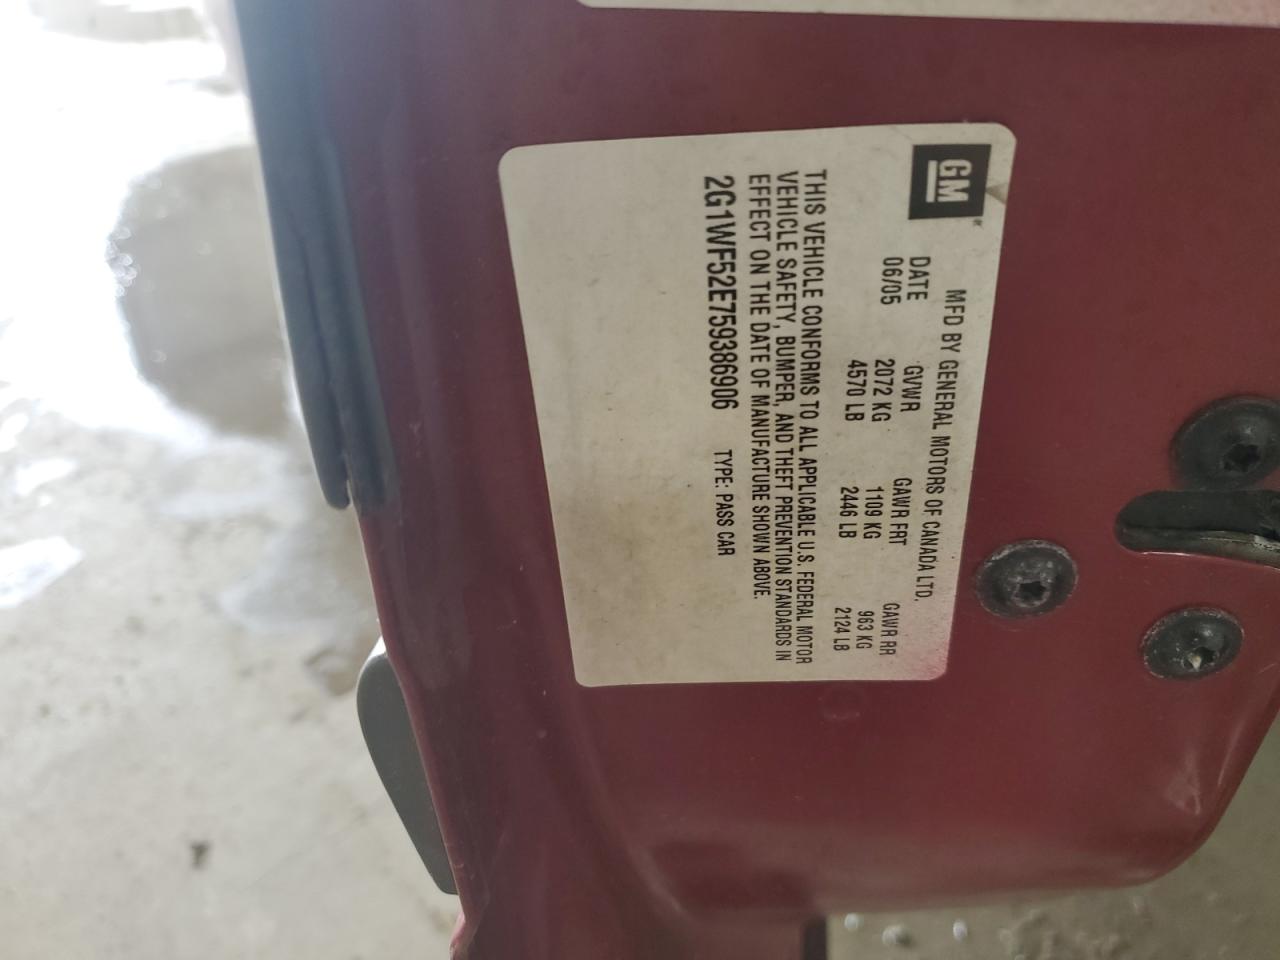 GM
MFD BY GENERAL MOTORS OF CANADA LTD.
DATE GVWR GAWR FRT GAWR RR
06/05 2072 KG 1109 KG 963 KG
4570 LB 2446 LB 2124 LB
THIS VEHICLE CONFORMS TO ALL APPLICABLE U.S. FEDERAL MOTOR
VEHICLE SAFETY, BUMPER, AND THEFT PREVENTION STANDARDS IN
EFFECT ON THE DATE OF MANUFACTURE SHOWN ABOVE.
2G1WF52E759386906 TYPE: PASS CAR